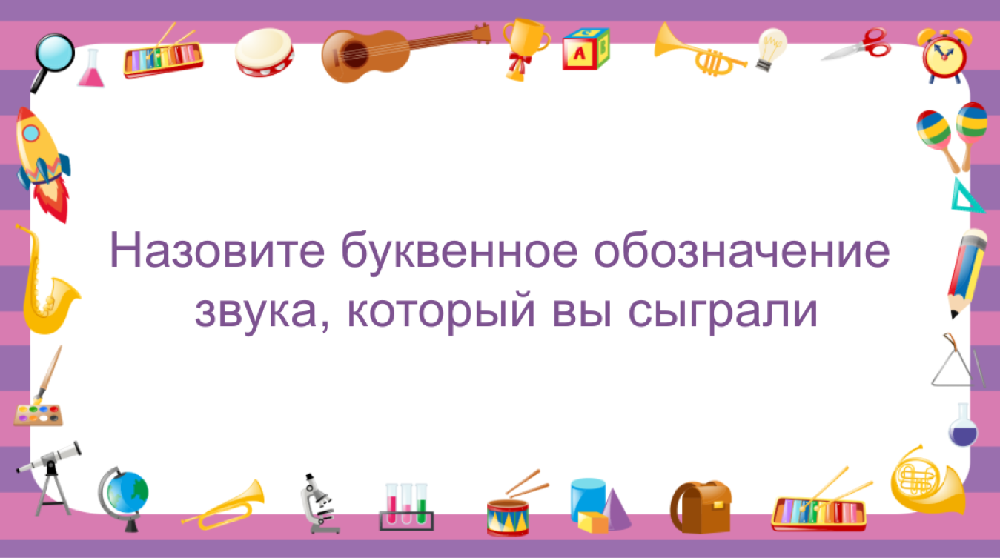 A
Назовите буквенное обозначение
звука, который вы сыграли